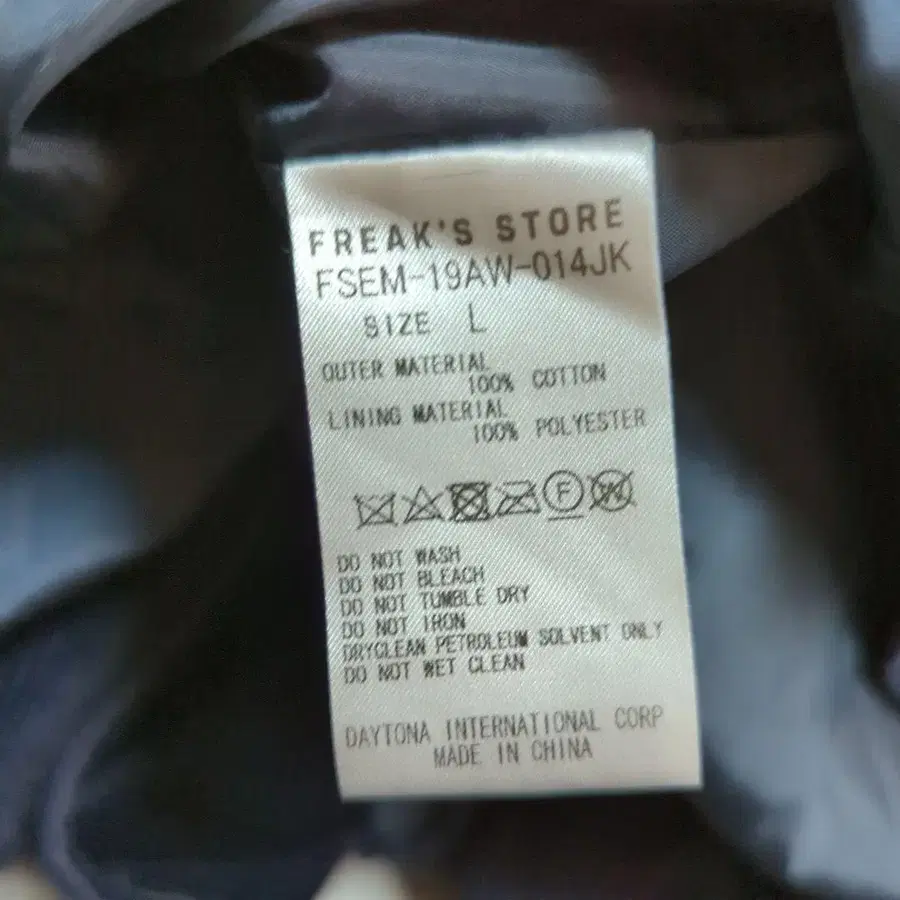 FREAK'S STORE
FSEM-19AW-014JK
SIZE L
OUTER MATERIAL
100% COTTON
LINING MATERIAL
100% POLYESTER
F W
DO NOT WASH
DO NOT BLEACH
DO NOT TUMBLE DRY
DO NOT IRON
DRYCLEAN PETROLEUM SOLVENT ONLY
DO NOT WET CLEAN
DAYTONA INTERNATIONAL CORP
MADE IN CHINA